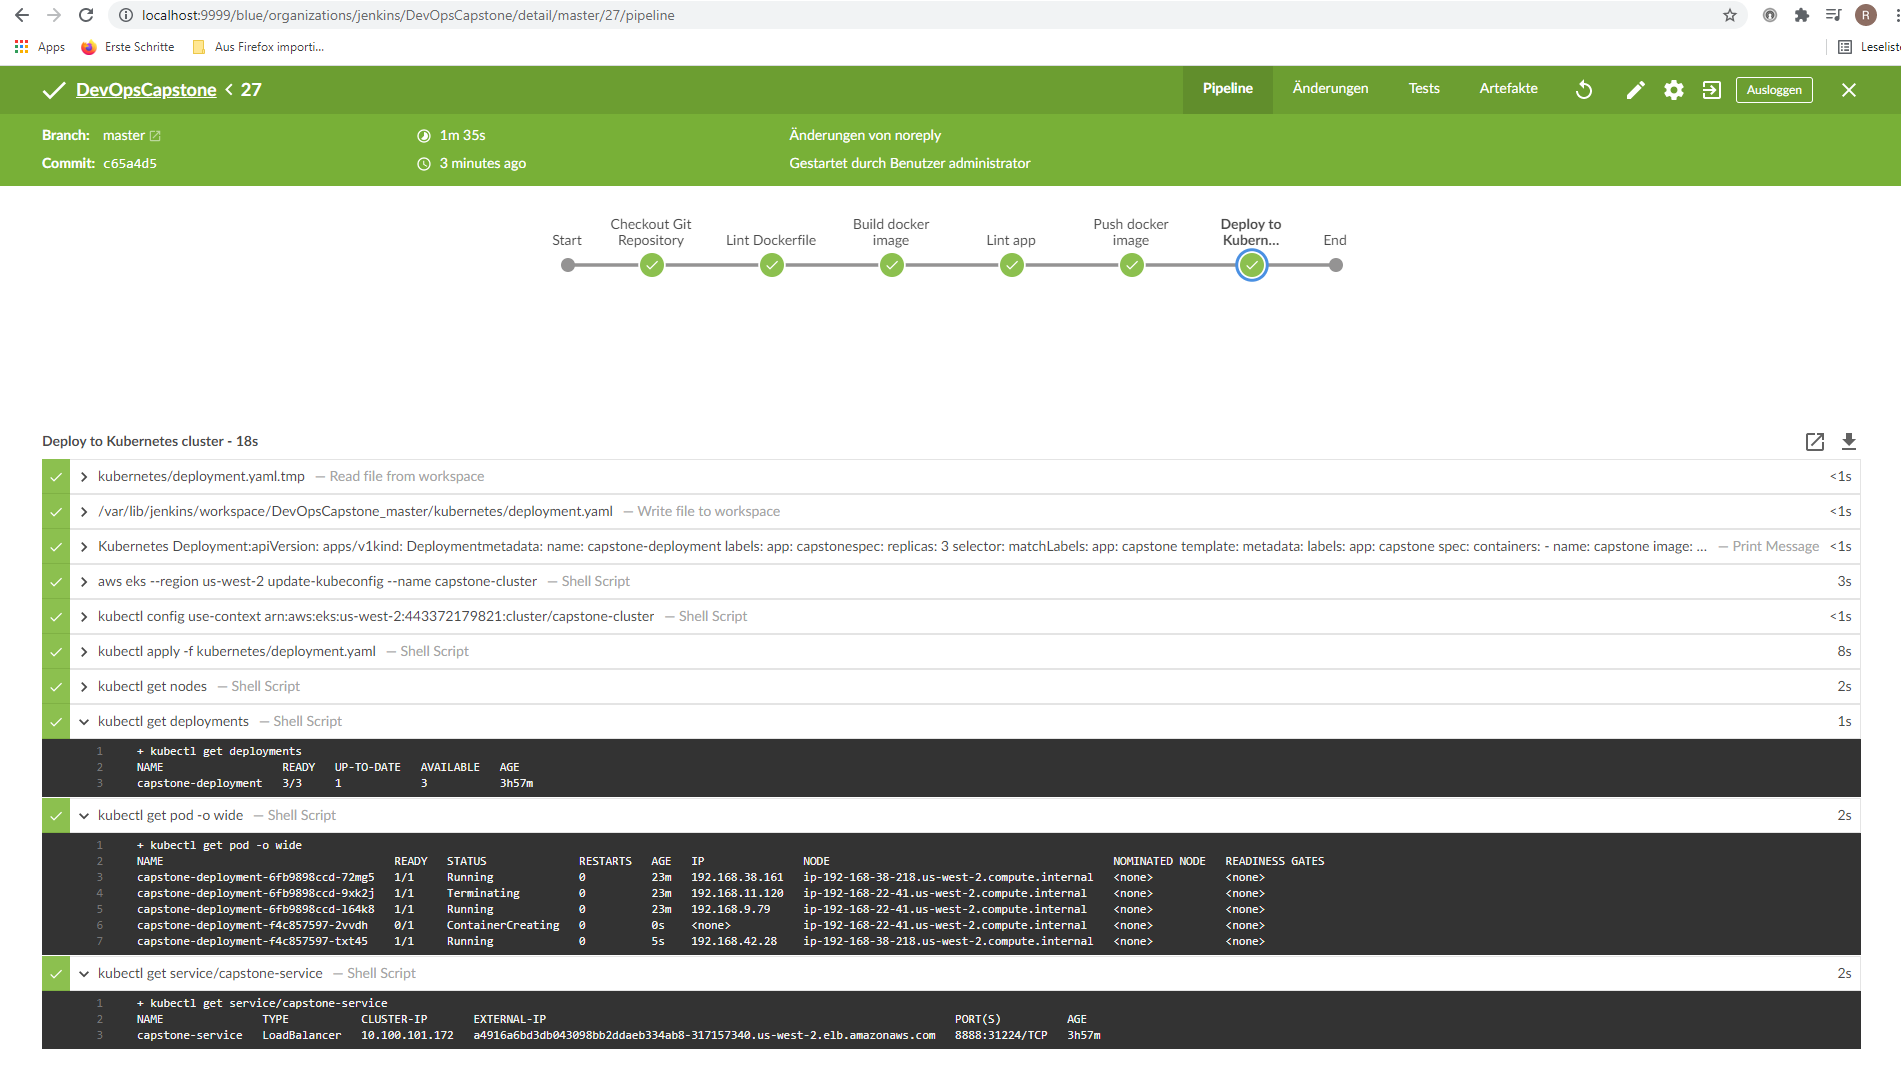 localhost:9999/blue/organizations/jenkins/DevOpsCapstone/detail/master/27/pipeline
R
Apps Erste Schritte Aus Firefox importi... Leselist
DevOpsCapstone < 27 Pipeline Änderungen Tests Artefakte Ausloggen
Branch: master 1m 35s Änderungen von noreply
Commit: c65a4d5 3 minutes ago Gestartet durch Benutzer administrator
Start Checkout Git Repository Lint Dockerfile Build docker image Lint app Push docker image Deploy to Kubern... End
Deploy to Kubernetes cluster - 18s
kubernetes/deployment.yaml.tmp — Read file from workspace <1s
/var/lib/jenkins/workspace/DevOpsCapstone_master/kubernetes/deployment.yaml — Write file to workspace <1s
Kubernetes Deployment:apiVersion: apps/v1kind: Deploymentmetadata: name: capstone-deployment labels: app: capstonespec: replicas: 3 selector: matchLabels: app: capstone template: metadata: labels: app: capstone spec: containers: - name: capstone image: ... — Print Message <1s
aws eks --region us-west-2 update-kubeconfig --name capstone-cluster — Shell Script 3s
kubectl config use-context arn:aws:eks:us-west-2:443372179821:cluster/capstone-cluster — Shell Script <1s
kubectl apply -f kubernetes/deployment.yaml — Shell Script 8s
kubectl get nodes — Shell Script 2s
kubectl get deployments — Shell Script 1s
1 + kubectl get deployments
2 NAME READY UP-TO-DATE AVAILABLE AGE
3 capstone-deployment 3/3 1 3 3h57m
kubectl get pod -o wide — Shell Script 2s
1 + kubectl get pod -o wide
2 NAME READY STATUS RESTARTS AGE IP NODE NOMINATED NODE READINESS GATES
3 capstone-deployment-6fb9898ccd-72mg5 1/1 Running 0 23m 192.168.38.161 ip-192-168-38-218.us-west-2.compute.internal <none> <none>
4 capstone-deployment-6fb9898ccd-9xk2j 1/1 Terminating 0 23m 192.168.11.120 ip-192-168-22-41.us-west-2.compute.internal <none> <none>
5 capstone-deployment-6fb9898ccd-l64k8 1/1 Running 0 23m 192.168.9.79 ip-192-168-22-41.us-west-2.compute.internal <none> <none>
6 capstone-deployment-f4c857597-2vvdh 0/1 ContainerCreating 0 0s <none> ip-192-168-22-41.us-west-2.compute.internal <none> <none>
7 capstone-deployment-f4c857597-txt45 1/1 Running 0 5s 192.168.42.28 ip-192-168-38-218.us-west-2.compute.internal <none> <none>
kubectl get service/capstone-service — Shell Script 2s
1 + kubectl get service/capstone-service
2 NAME TYPE CLUSTER-IP EXTERNAL-IP PORT(S) AGE
3 capstone-service LoadBalancer 10.100.101.172 a4916a6bd3db043098bb2ddaeb334ab8-317157340.us-west-2.elb.amazonaws.com 8888:31224/TCP 3h57m